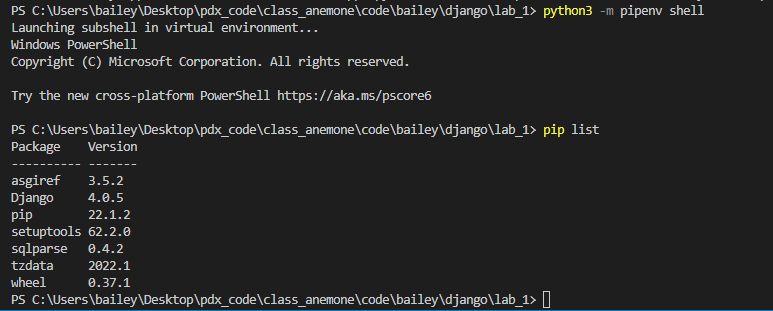 PS C:\Users\bailey\Desktop\pdx_code\class_anemone\code\bailey\django\lab_1> python3 -m pipenv shell
Launching subshell in virtual environment...
Windows PowerShell
Copyright (C) Microsoft Corporation. All rights reserved.
Try the new cross-platform PowerShell https://aka.ms/pscore6
PS C:\Users\bailey\Desktop\pdx_code\class_anemone\code\bailey\django\lab_1> pip list
Package    Version
---------- -------
asgiref    3.5.2
Django     4.0.5
pip        22.1.2
setuptools 62.2.0
sqlparse   0.4.2
tzdata     2022.1
wheel      0.37.1
PS C:\Users\bailey\Desktop\pdx_code\class_anemone\code\bailey\django\lab_1>